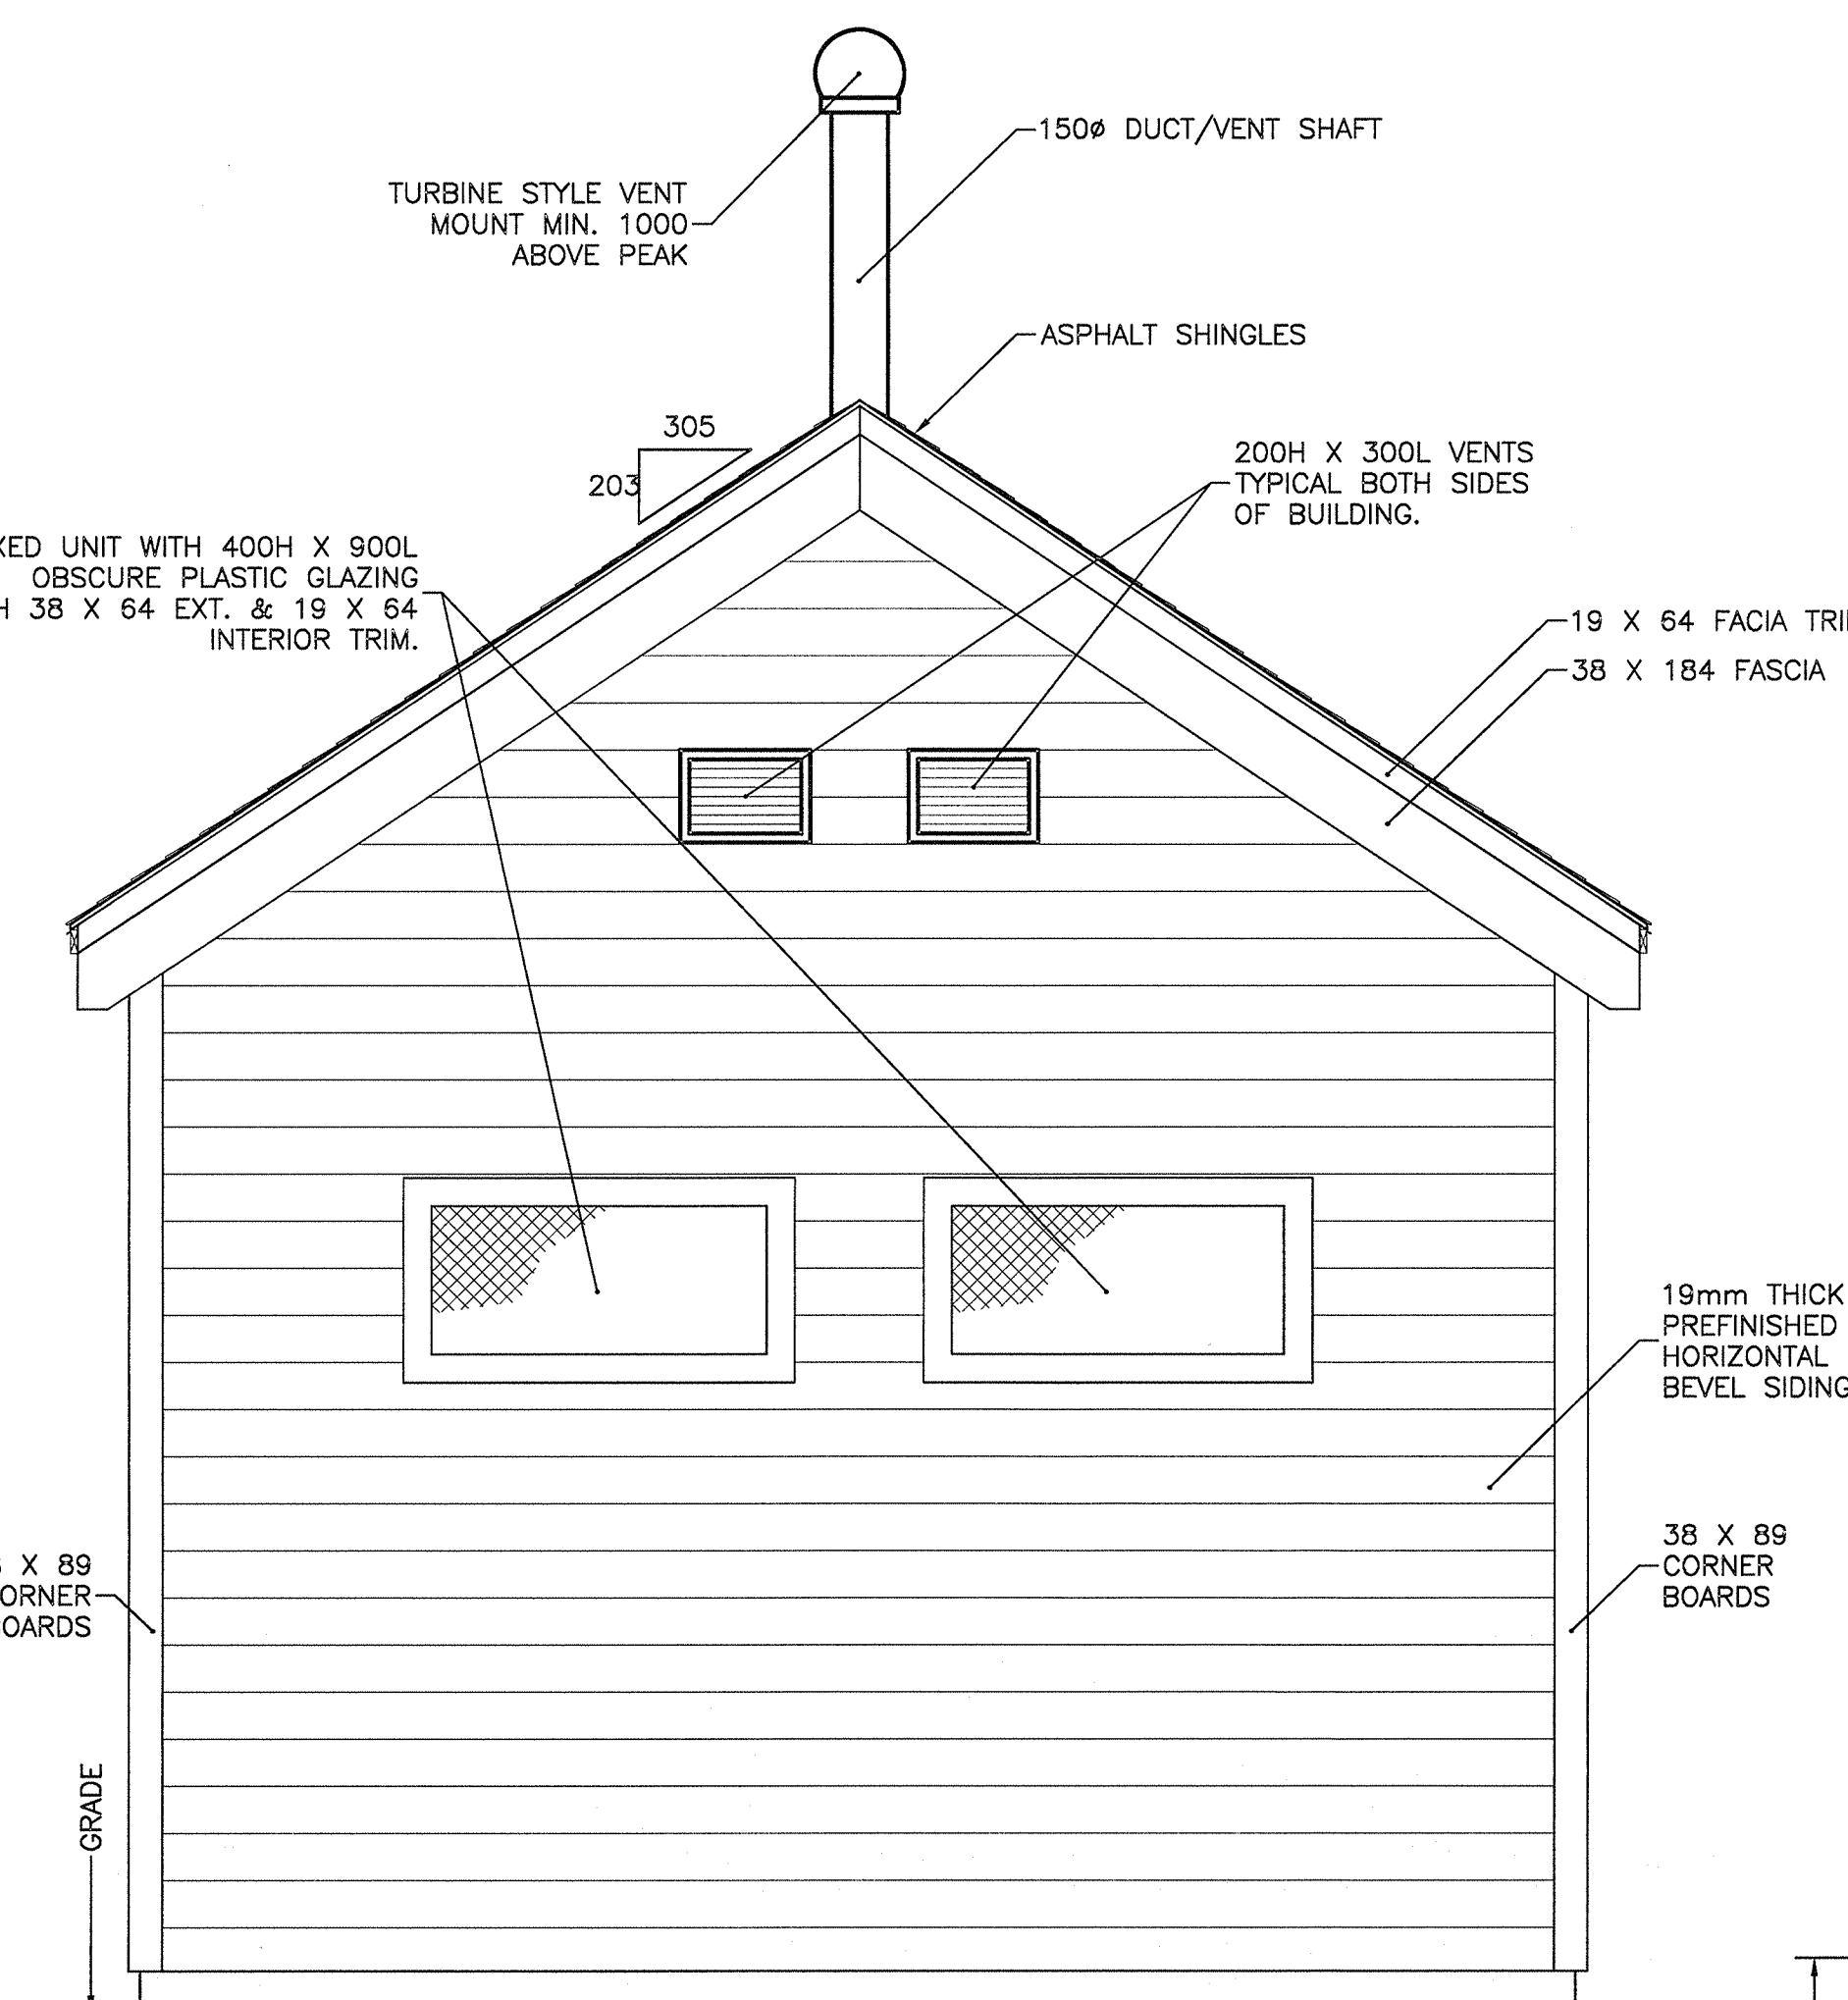 150ø DUCT/VENT SHAFT
TURBINE STYLE VENT
MOUNT MIN. 1000
ABOVE PEAK
ASPHALT SHINGLES
305
203
200H X 300L VENTS
TYPICAL BOTH SIDES
OF BUILDING.
UNIT WITH 400H X 900L
OBSCURE PLASTIC GLAZING
38 X 64 EXT. & 19 X 64
INTERIOR TRIM.
19 X 64 FACIA
38 X 184 FASCIA
19mm THICK
PREFINISHED
HORIZONTAL
BEVEL SIDING
38 X 89
CORNER
BOARDS
X 89
GRADE